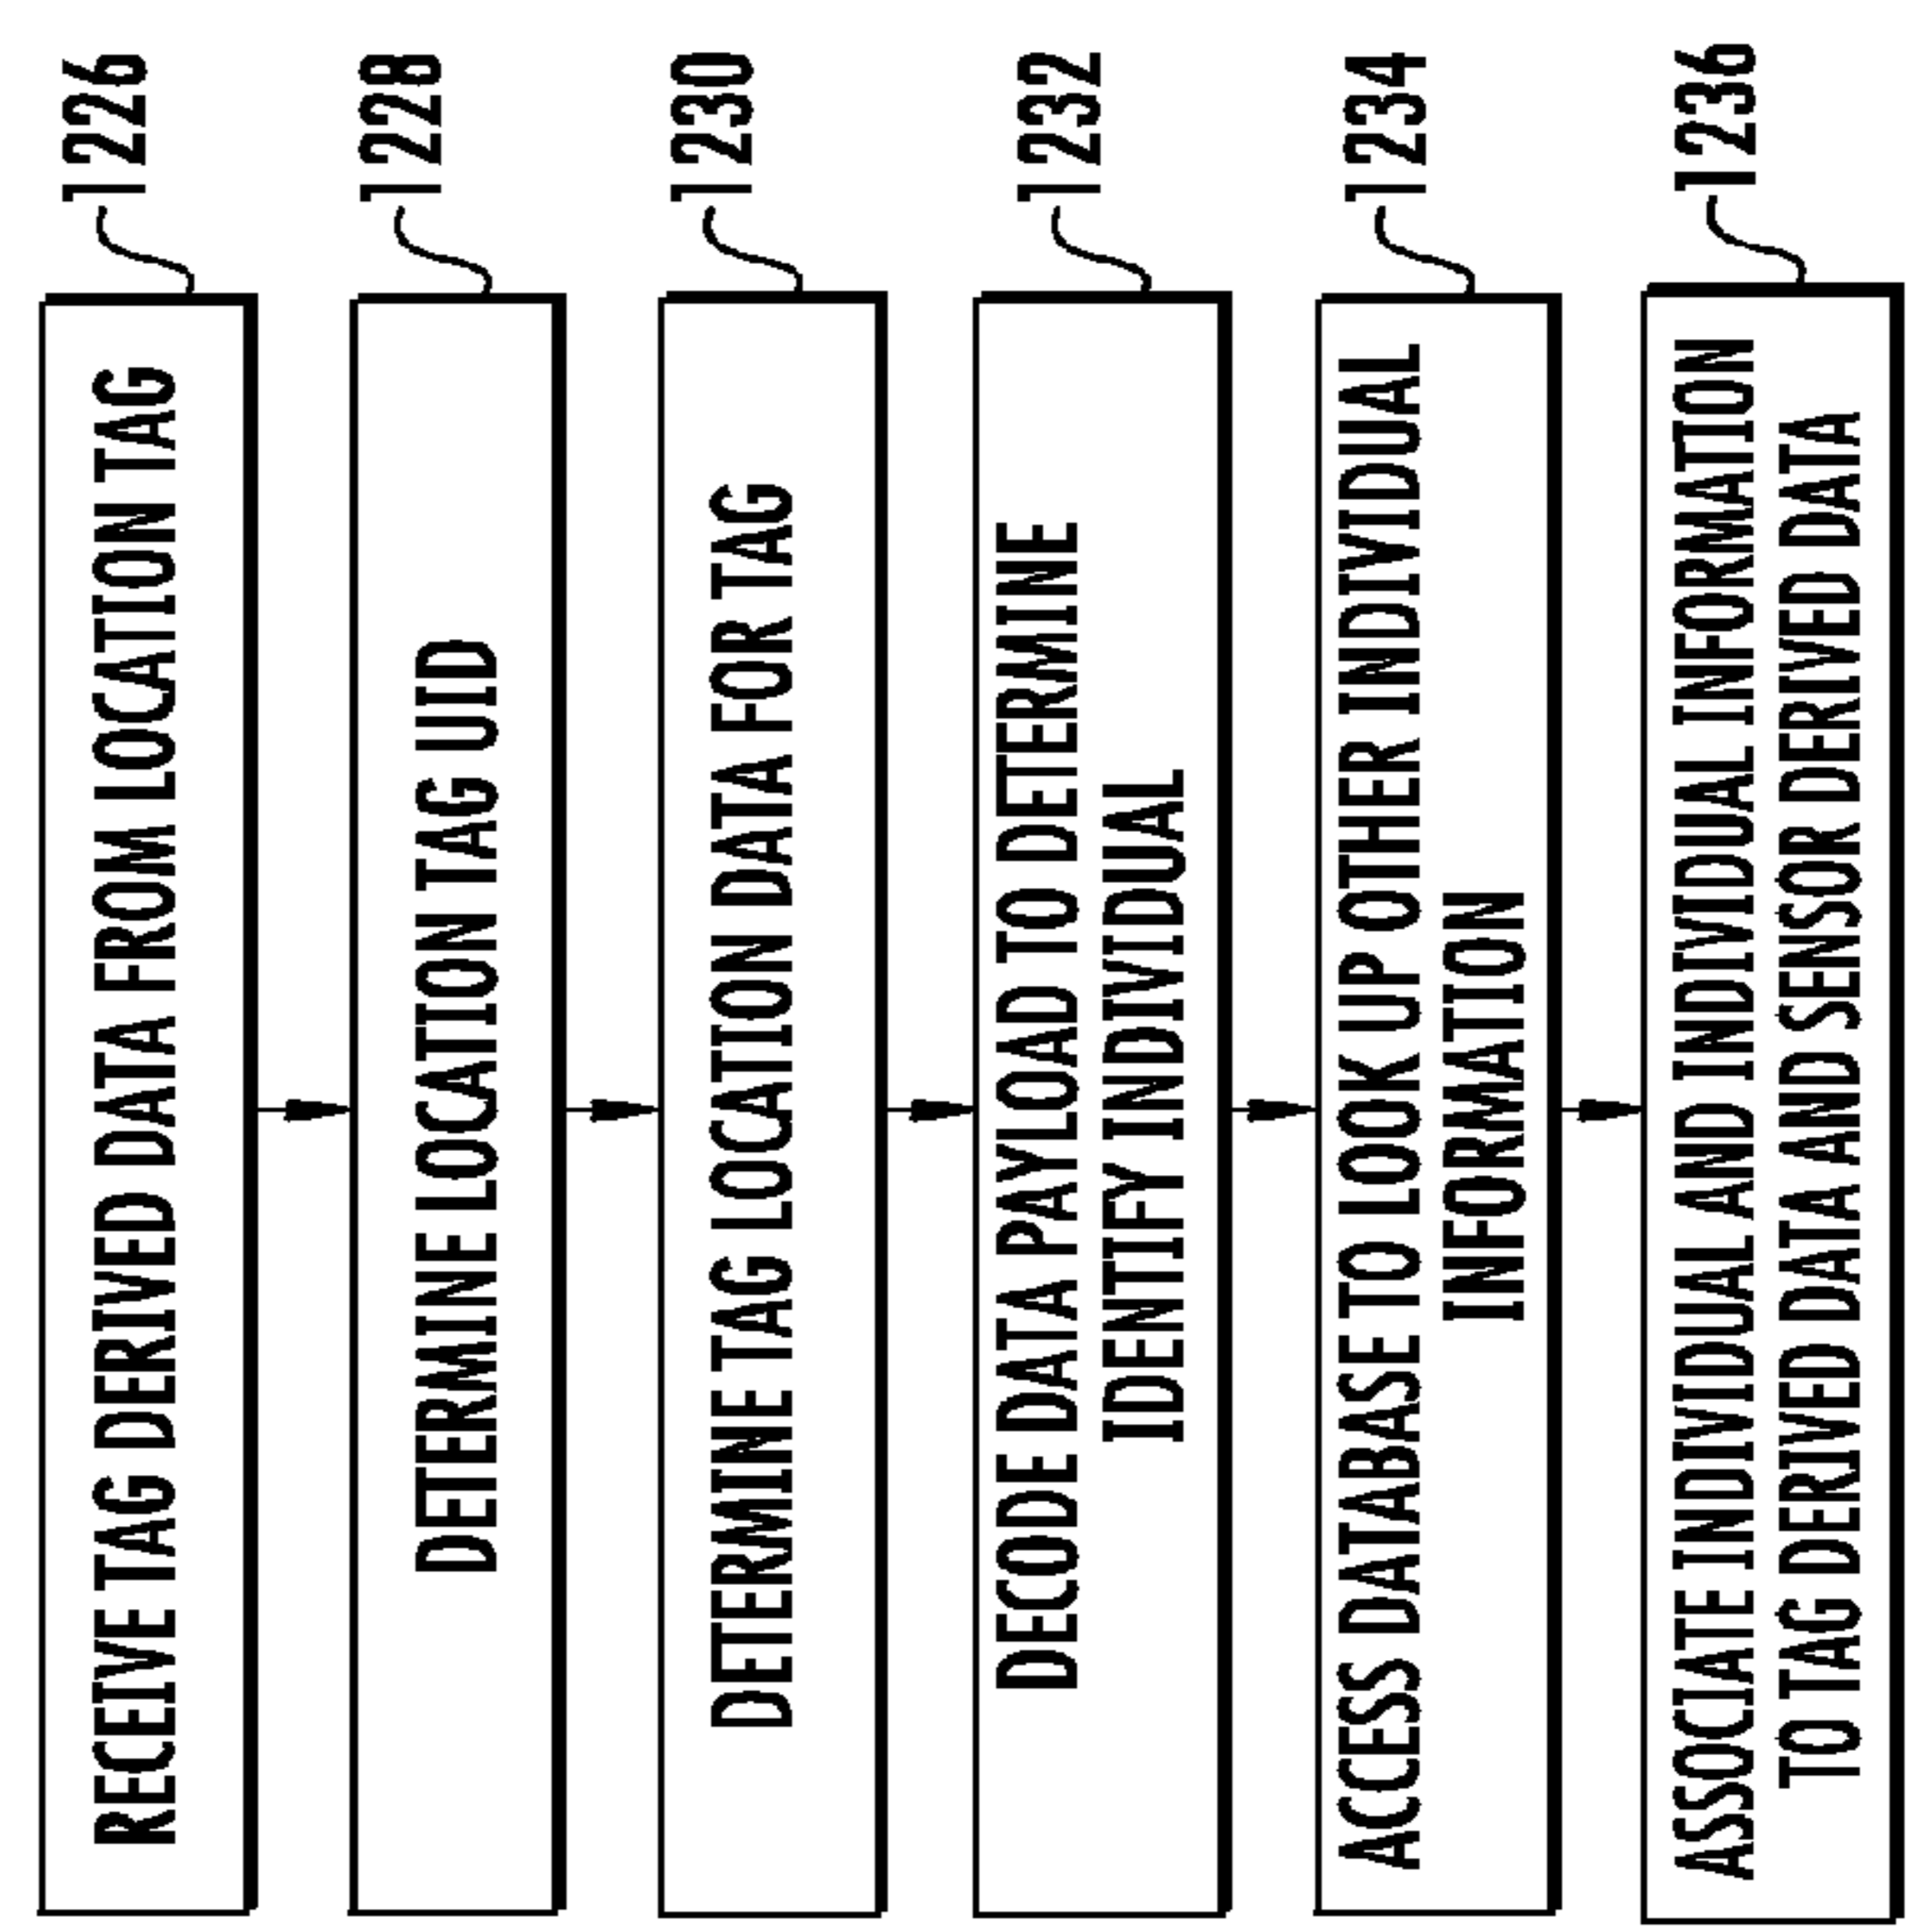 RECEIVE TAG DERIVED DATA FROM LOCATION TAG
1226
DETERMINE LOCATION TAG UID
1228
DETERMINE TAG LOCATION DATA FOR TAG
1230
DECODE DATA PAYLOAD TO DETERMINE
IDENTIFY INDIVIDUAL
1232
ACCESS DATABASE TO LOOK UP OTHER INDIVIDUAL
INFORMATION
1234
ASSOCIATE INDIVIDUAL AND INDIVIDUAL INFORMATION
TO TAG DERIVED DATA AND SENSOR DERIVED DATA
1236